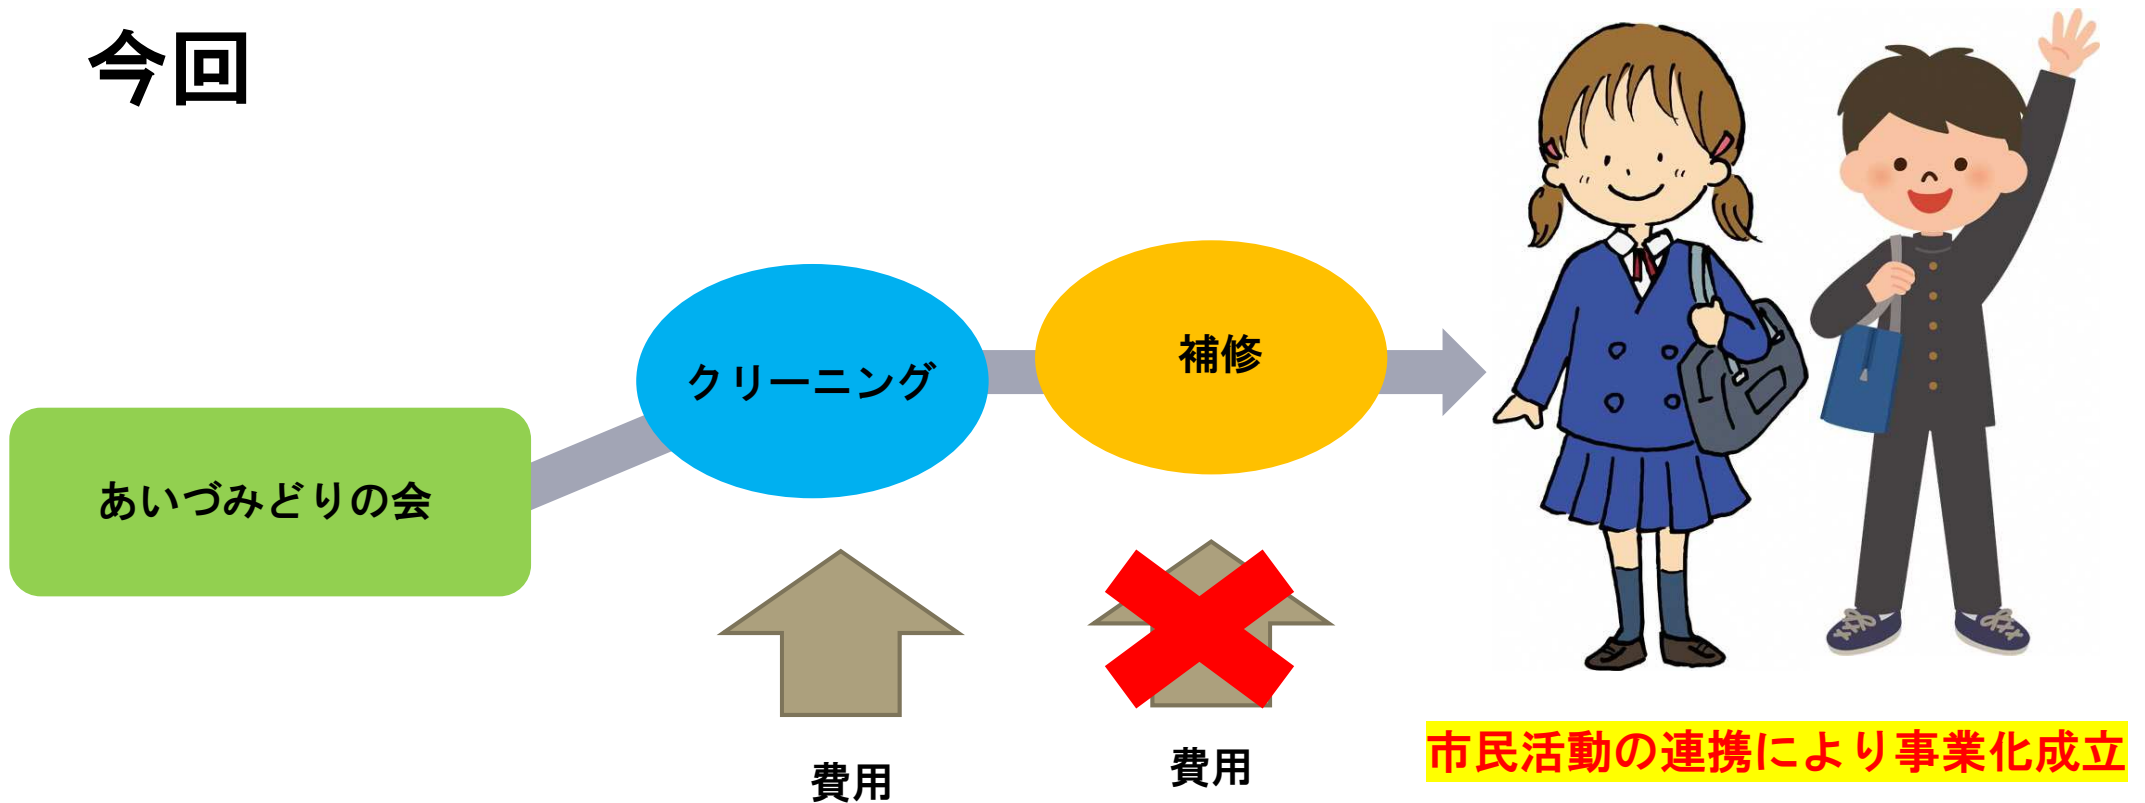 今回
クリーニング
補修
あいづみどりの会
費用
費用
市民活動の連携により事業化成立